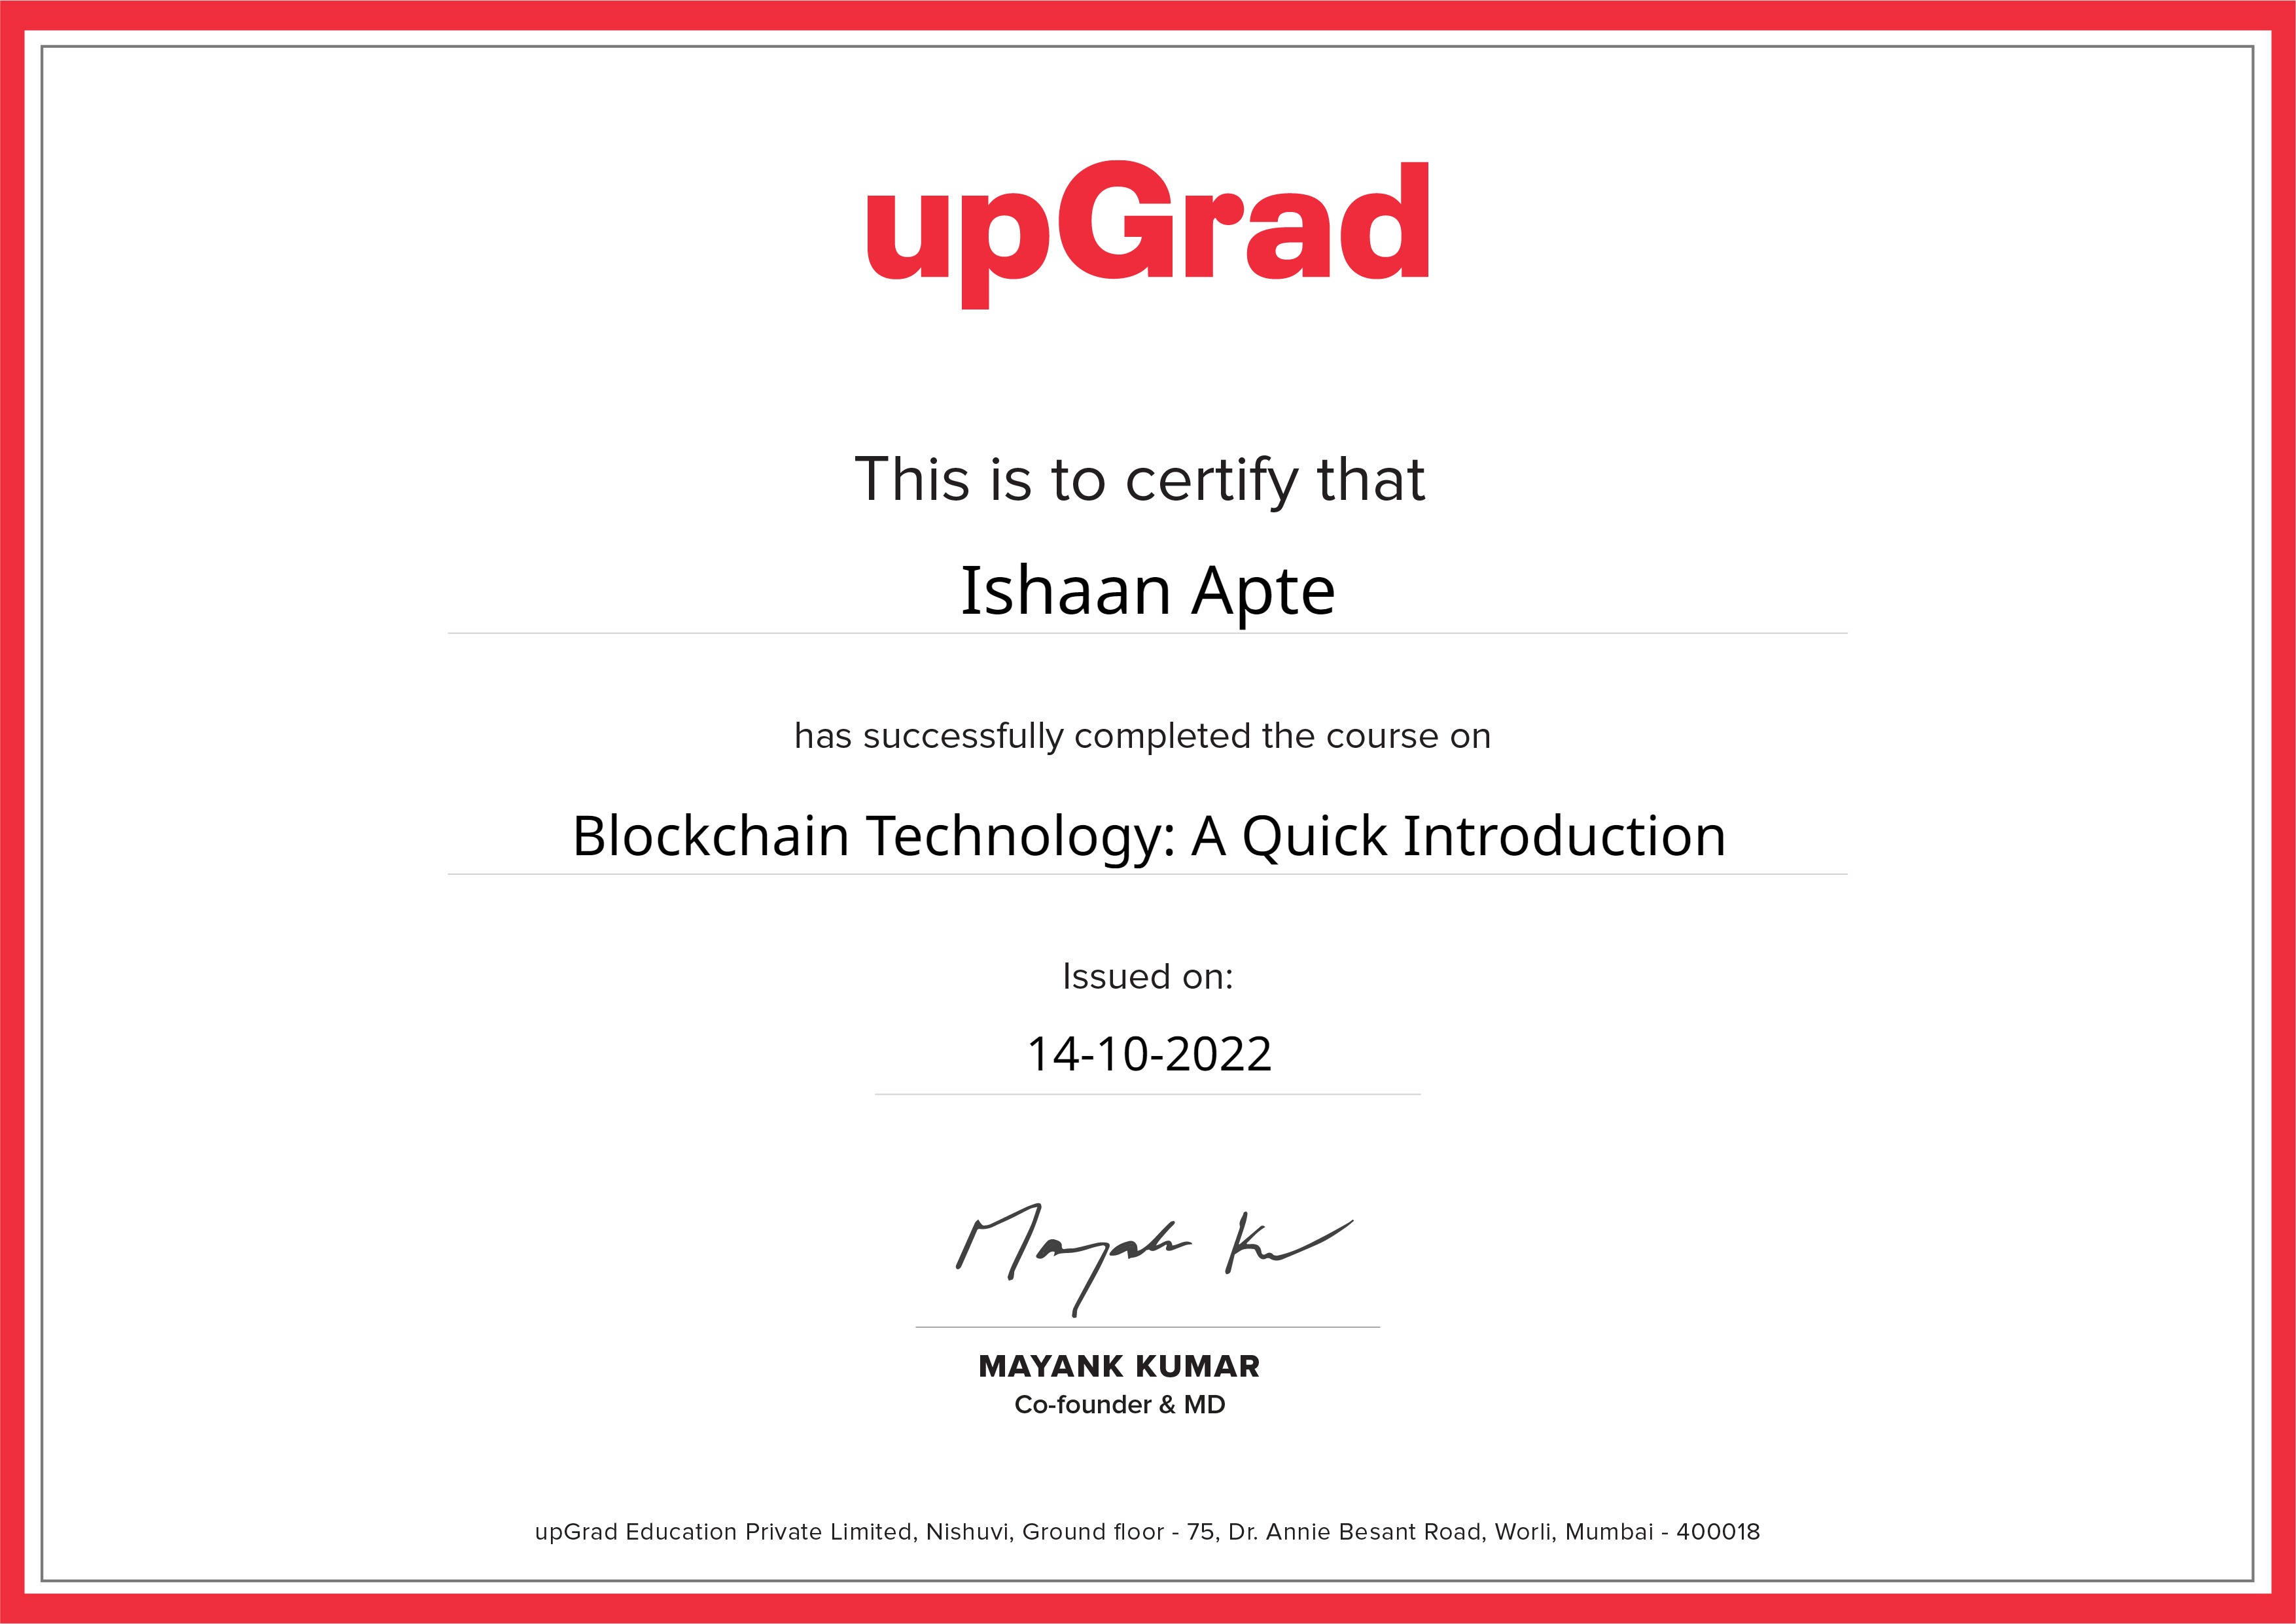 upGrad
This is to certify that
Ishaan Apte
has successfully completed the course on
Blockchain Technology: A Quick Introduction
Issued on:
14-10-2022
Mayank Ku
MAYANK KUMAR
Co-founder & MD
upGrad Education Private Limited, Nishuvi, Ground floor - 75, Dr. Annie Besant Road, Worli, Mumbai - 400018